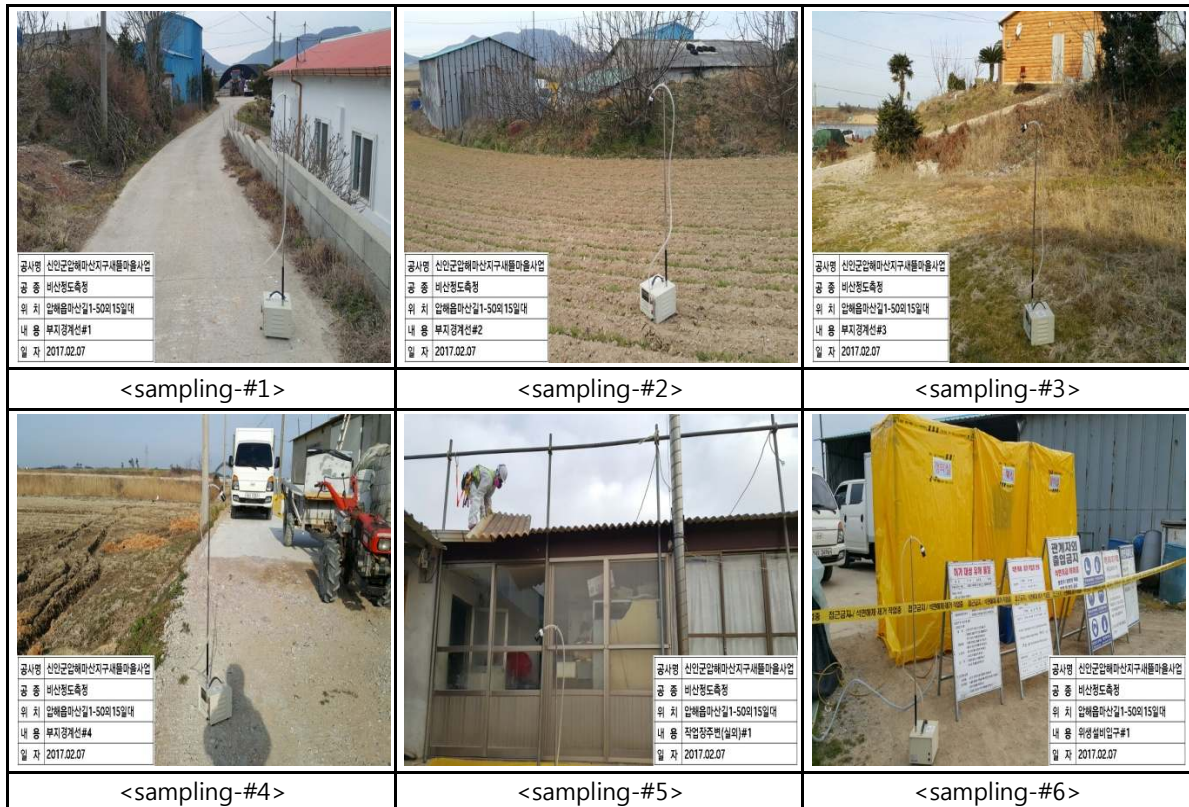 공사명 신안군압해마산지구새뜰마을사업
공 종 비산정도측정
위 치 압해읍마산길1-50외15일대
내 용 부지경계선#1
일 자 2017.02.07
<sampling-#1>
공사명 신안군압해마산지구새뜰마을사업
공 종 비산정도측정
위 치 압해읍마산길1-50외15일대
내 용 부지경계선#2
일 자 2017.02.07
<sampling-#2>
공사명 신안군압해마산지구새뜰마을사업
공 종 비산정도측정
위 치 압해읍마산길1-50외15일대
내 용 부지경계선#3
일 자 2017.02.07
<sampling-#3>
공사명 신안군압해마산지구새뜰마을사업
공 종 비산정도측정
위 치 압해읍마산길1-50외15일대
내 용 부지경계선#4
일 자 2017.02.07
<sampling-#4>
공사명 신안군압해마산지구새뜰마을사업
공 종 비산정도측정
위 치 압해읍마산길1-50외15일대
내 용 작업장주변(실외)#1
일 자 2017.02.07
<sampling-#5>
관계자외
출입금지
접근금지 / 석면해체·제거 작업중
공사명 신안군압해마산지구새뜰마을사업
공 종 비산정도측정
위 치 압해읍마산길1-50외15일대
내 용 위생설비입구#1
일 자 2017.02.07
<sampling-#6>